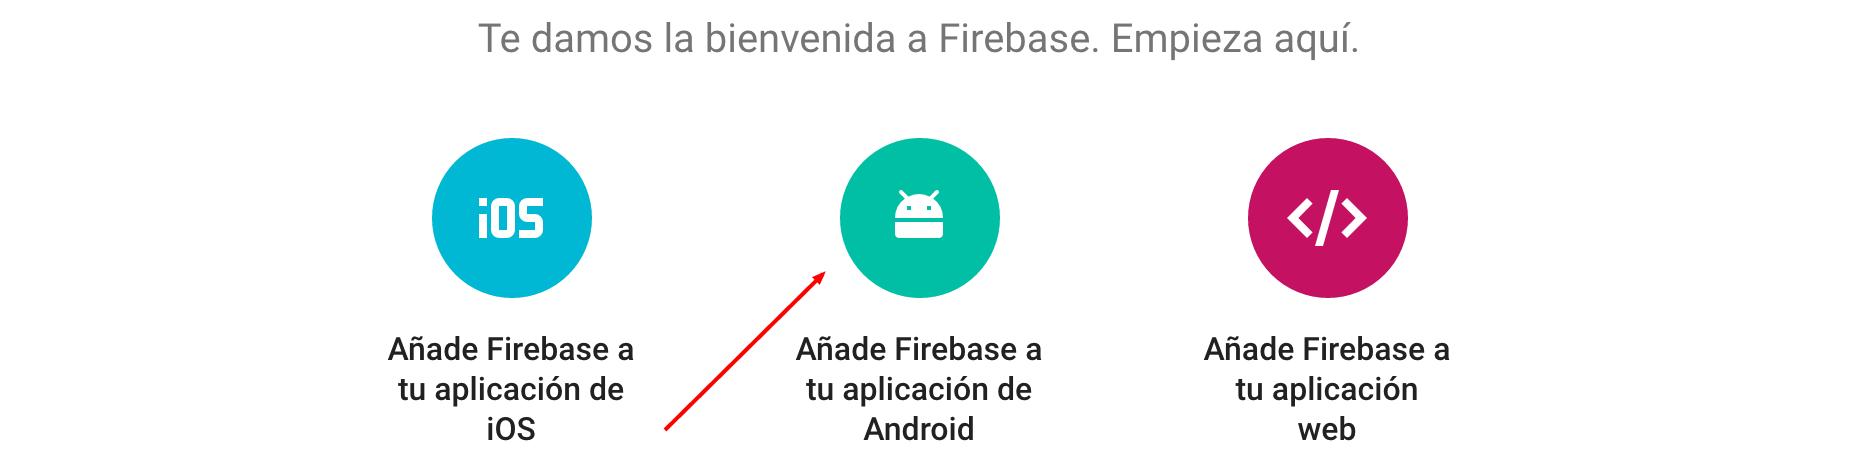 Te damos la bienvenida a Firebase. Empieza aquí.
iOS
</>
Añade Firebase a
tu aplicación de
iOS
Añade Firebase a
tu aplicación de
Android
Añade Firebase a
tu aplicación
web